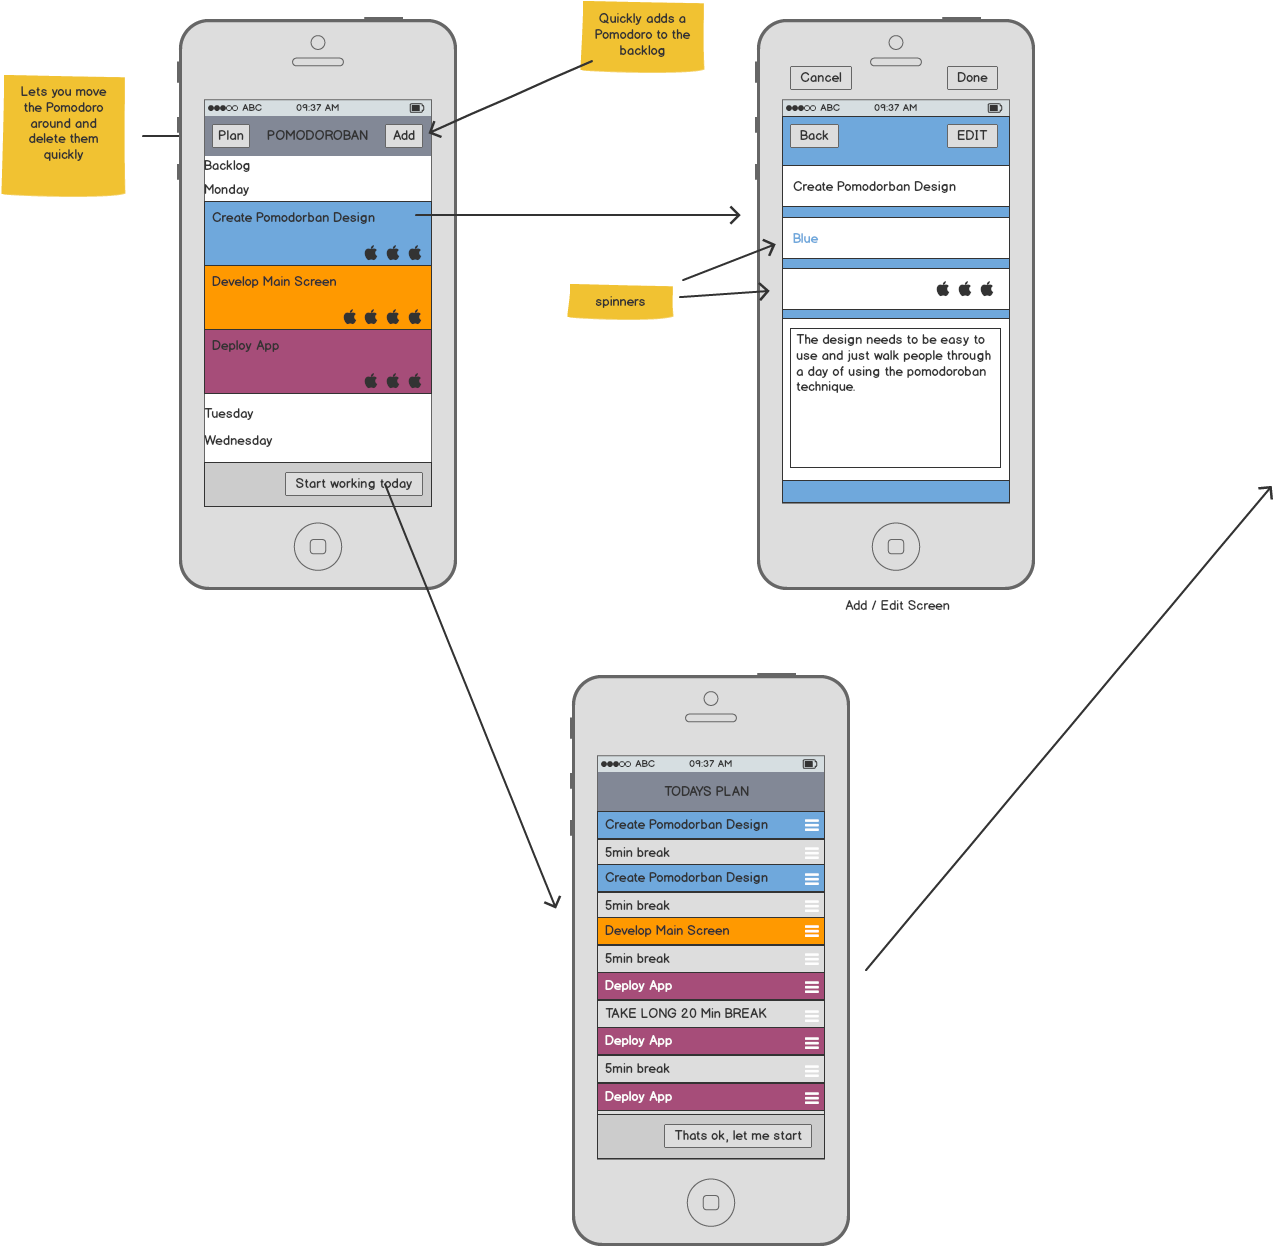 Lets you move
the Pomodoro
around and
delete them
quickly
Quickly adds a
Pomodoro to the
backlog
ABC 09:37 AM
Plan POMODOROBAN Add
Backlog
Monday
Create Pomodorban Design
Develop Main Screen
Deploy App
Tuesday
Wednesday
Start working today
spinners
Cancel Done
ABC 09:37 AM
Back EDIT
Create Pomodorban Design
Blue
The design needs to be easy to
use and just walk people through
a day of using the pomodoroban
technique.
Add / Edit Screen
ABC 09:37 AM
TODAYS PLAN
Create Pomodorban Design
5min break
Create Pomodorban Design
5min break
Develop Main Screen
5min break
Deploy App
TAKE LONG 20 Min BREAK
Deploy App
5min break
Deploy App
Thats ok, let me start